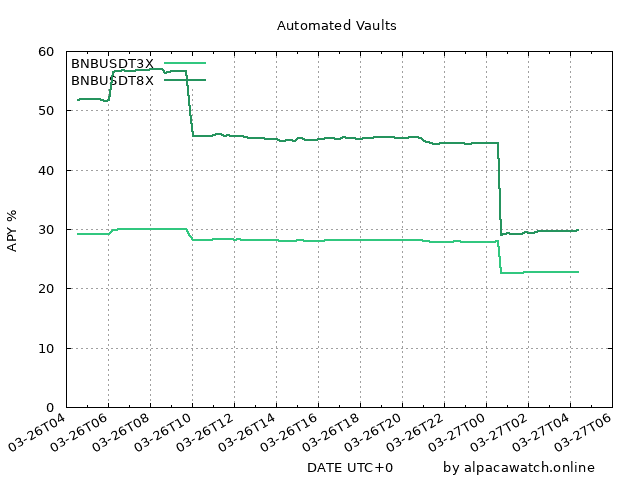 Automated Vaults
BNBUSDT3X
BNBUSDT8X
APY %
60
50
40
30
20
10
0
03-26T04
03-26T06
03-26T08
03-26T10
03-26T12
03-26T14
03-26T16
03-26T18
03-26T20
03-26T22
03-27T00
03-27T02
03-27T04
03-27T06
DATE UTC+0
by alpacawatch.online